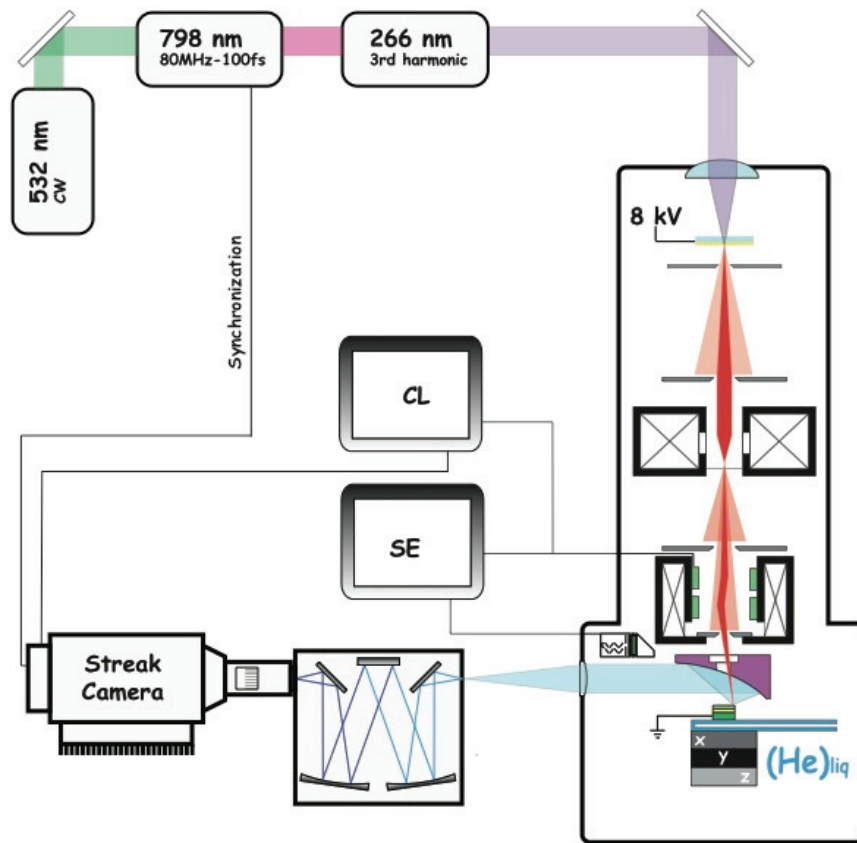 798 nm
80MHz-100fs
266 nm
3rd harmonic
532 nm
CW
Synchronization
8 kV
CL
SE
Streak
Camera
x
y
z
(He)liq